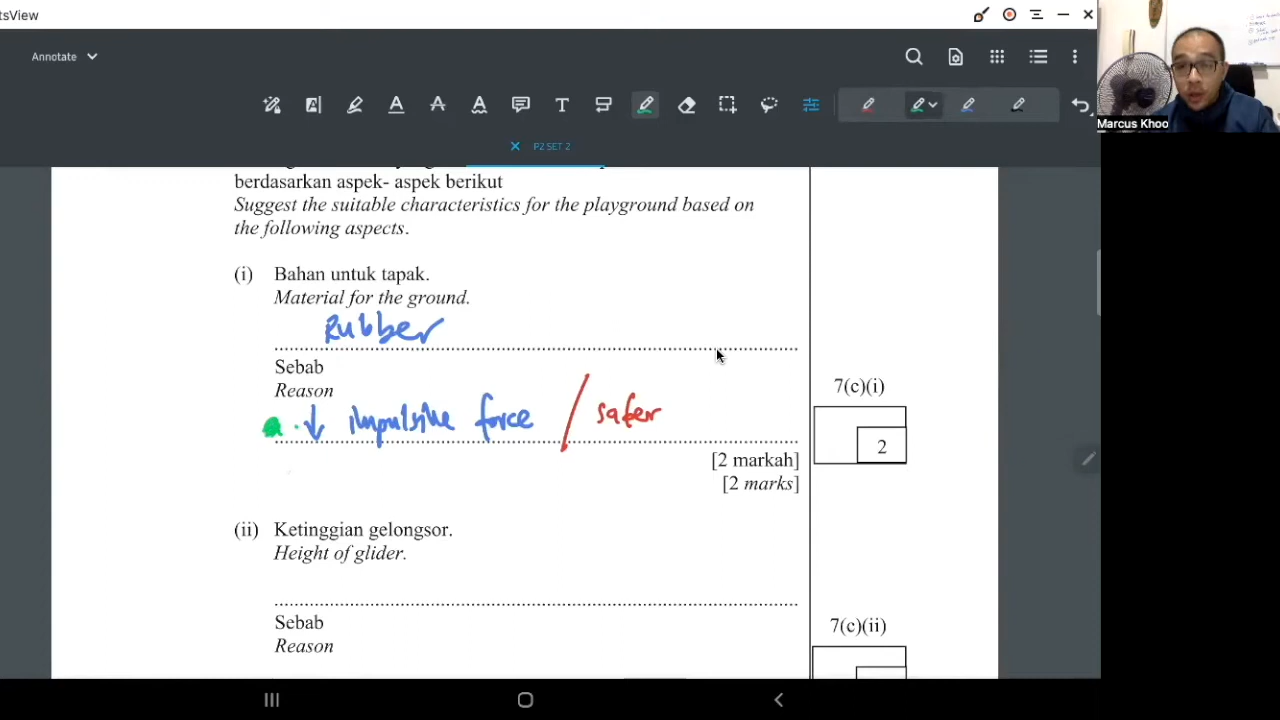 tsView
Annotate
P2 SET 2
Marcus Khoo
berdasarkan aspek- aspek berikut
Suggest the suitable characteristics for the playground based on
the following aspects.
(i) Bahan untuk tapak.
Material for the ground.
Rubber
Sebab
Reason
↓ impulsive force / safer
[2 markah]
[2 marks]
7(c)(i)
2
(ii) Ketinggian gelongsor.
Height of glider.
Sebab
Reason
7(c)(ii)